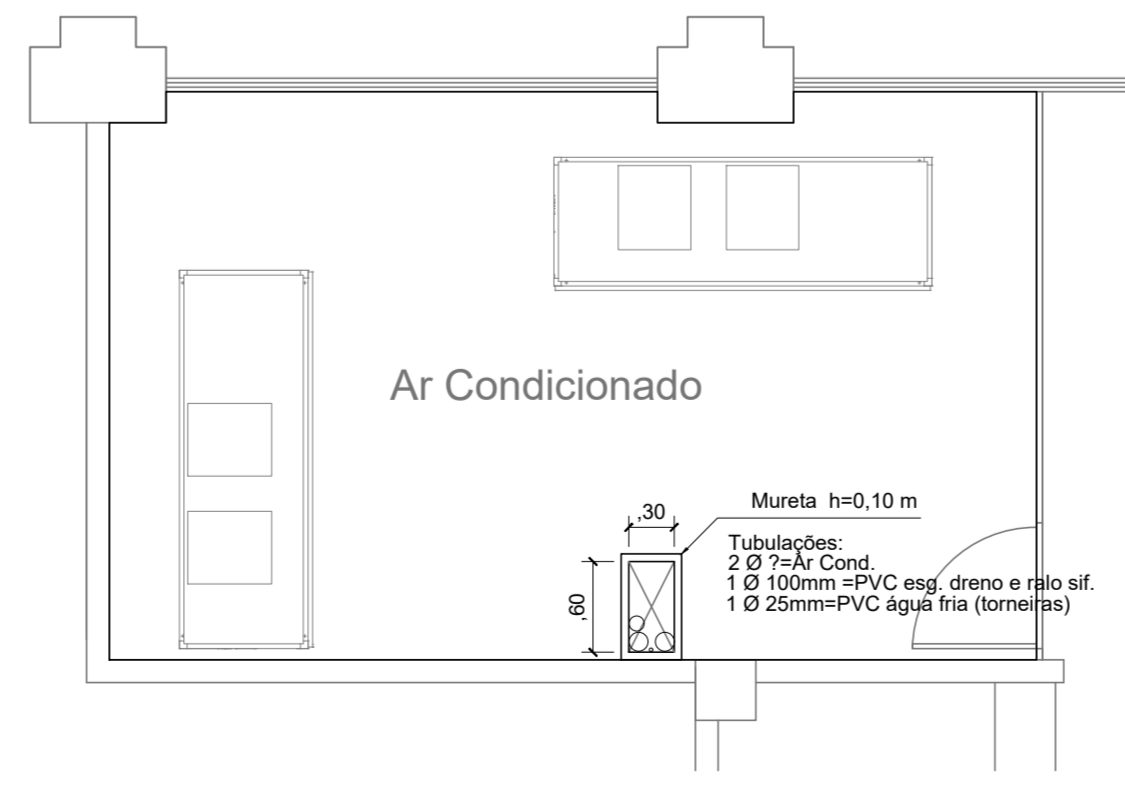 Ar Condicionado
Mureta h=0,10 m
,30
Tubulações:
2 Ø ?=Ar Cond.
1 Ø 100mm =PVC esg. dreno e ralo sif.
1 Ø 25mm=PVC água fria (torneiras)
,60